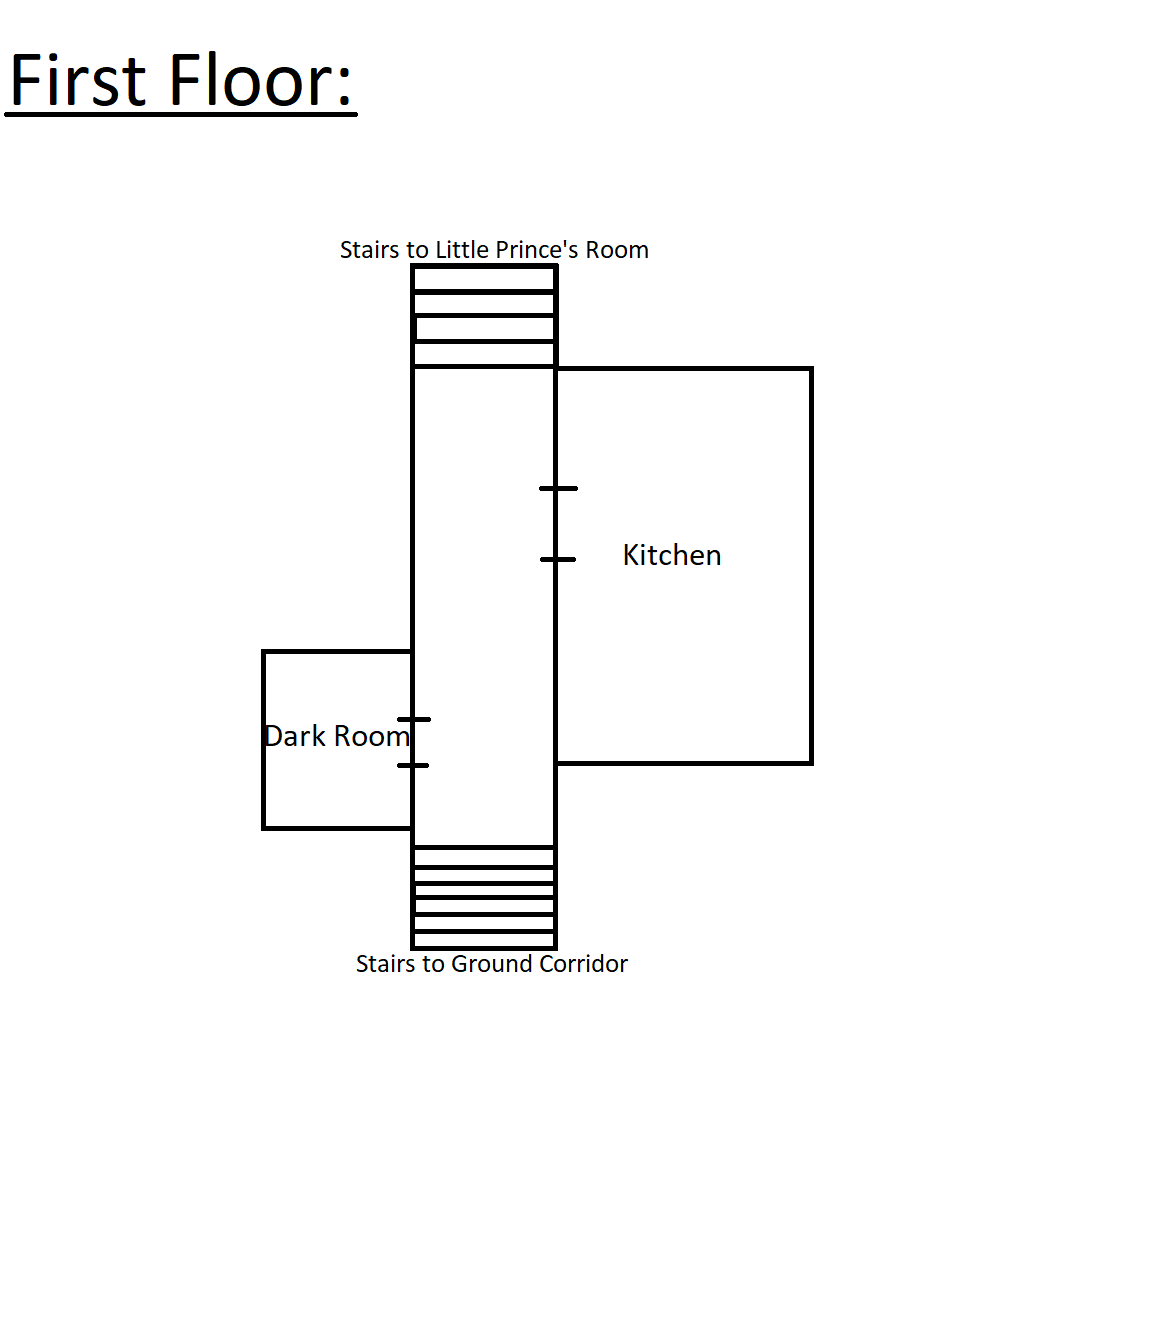 First Floor:
Stairs to Little Prince's Room
Kitchen
Dark Room
Stairs to Ground Corridor